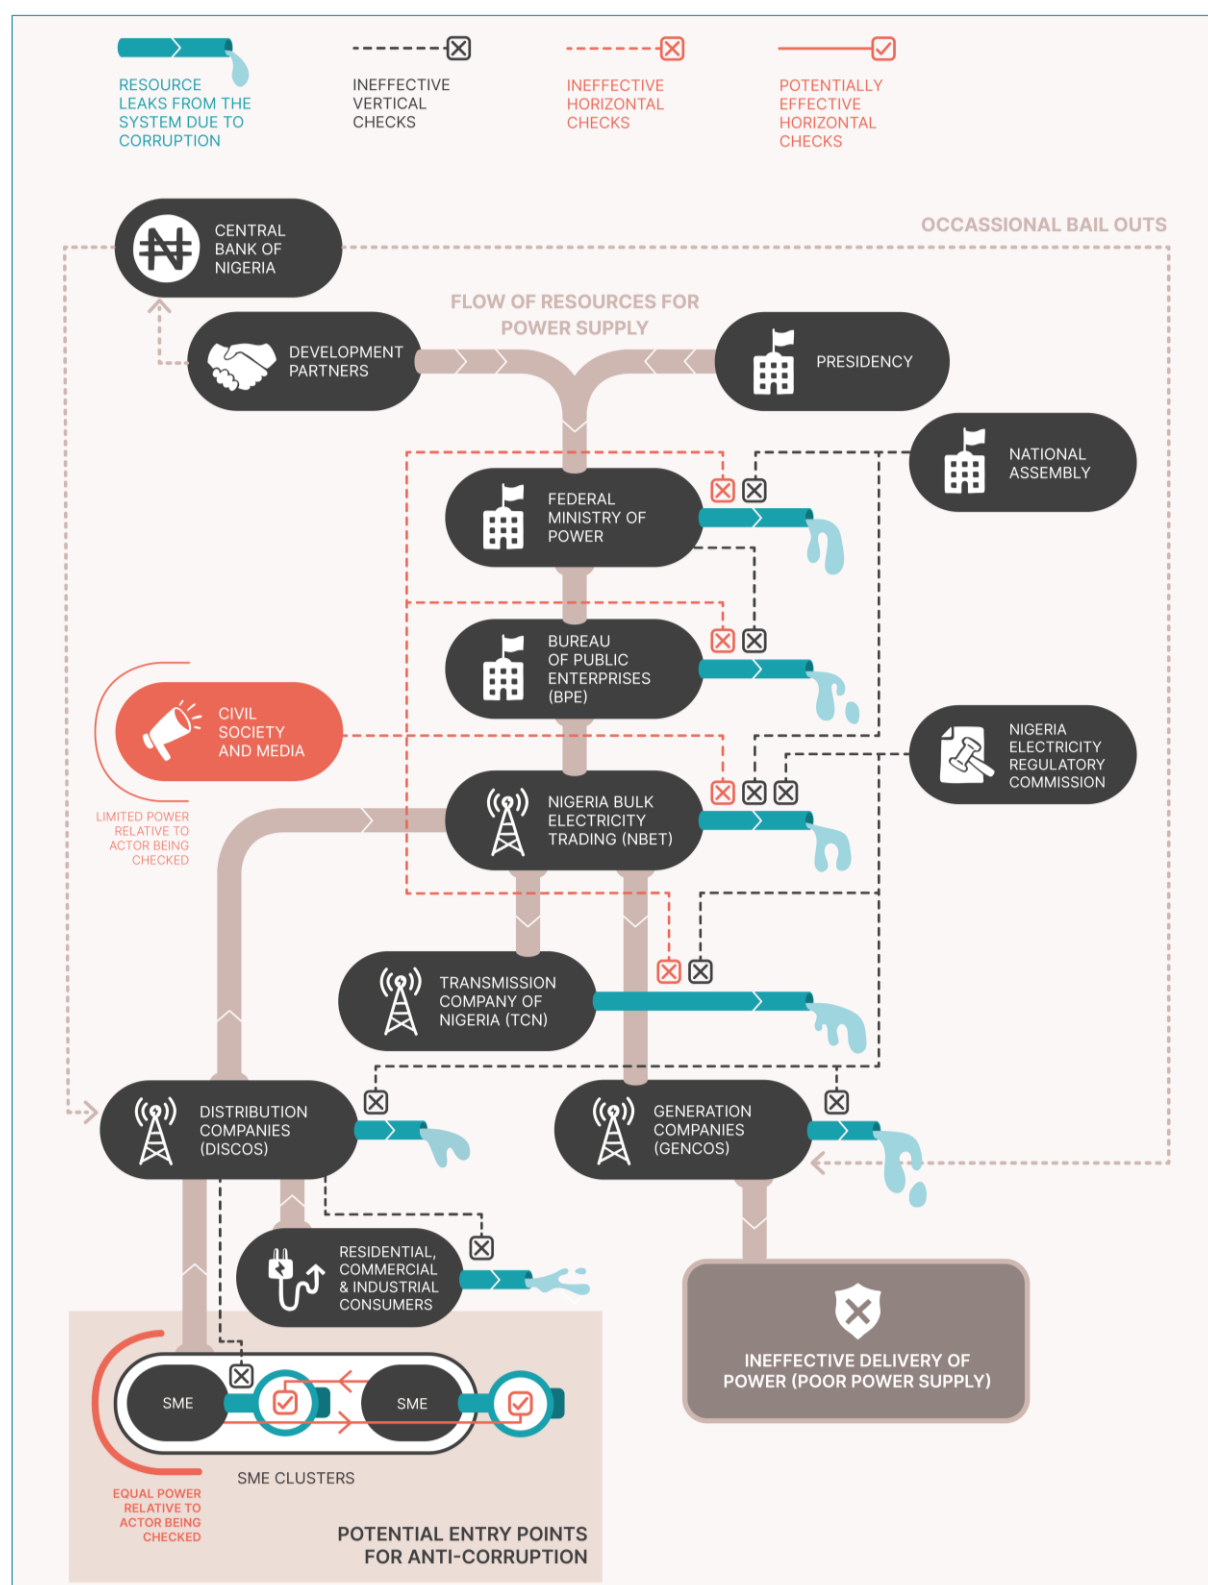 RESOURCE
LEAKS FROM THE
SYSTEM DUE TO
CORRUPTION
INEFFECTIVE
VERTICAL
CHECKS
INEFFECTIVE
HORIZONTAL
CHECKS
POTENTIALLY
EFFECTIVE
HORIZONTAL
CHECKS
CENTRAL
BANK OF
NIGERIA
OCCASSIONAL BAIL OUTS
FLOW OF RESOURCES FOR
POWER SUPPLY
DEVELOPMENT
PARTNERS
PRESIDENCY
NATIONAL
ASSEMBLY
FEDERAL
MINISTRY OF
POWER
BUREAU
OF PUBLIC
ENTERPRISES
(BPE)
CIVIL
SOCIETY
AND MEDIA
LIMITED POWER
RELATIVE TO
ACTOR BEING
CHECKED
NIGERIA
ELECTRICITY
REGULATORY
COMMISSION
NIGERIA BULK
ELECTRICITY
TRADING (NBET)
TRANSMISSION
COMPANY OF
NIGERIA (TCN)
DISTRIBUTION
COMPANIES
(DISCOS)
GENERATION
COMPANIES
(GENCOS)
RESIDENTIAL,
COMMERCIAL
& INDUSTRIAL
CONSUMERS
INEFFECTIVE DELIVERY OF
POWER (POOR POWER SUPPLY)
SME
SME
SME CLUSTERS
EQUAL POWER
RELATIVE TO
ACTOR BEING
CHECKED
POTENTIAL ENTRY POINTS
FOR ANTI-CORRUPTION